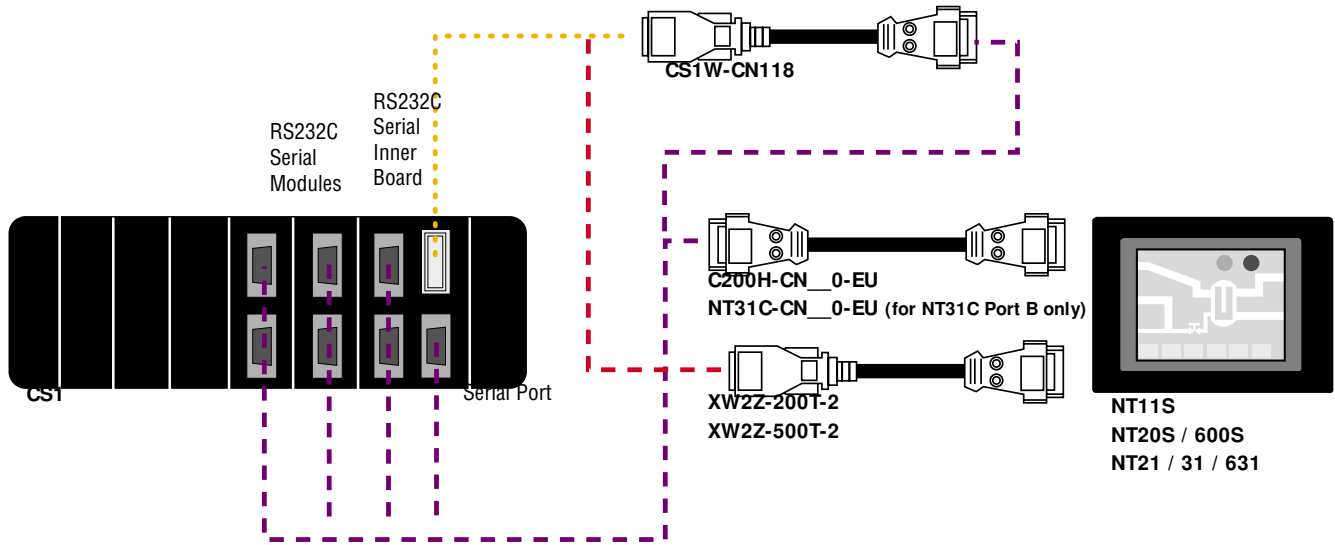 CS1W-CN118
RS232C
Serial
Inner
Board
RS232C
Serial
Modules
C200H-CN__0-EU
NT31C-CN__0-EU (for NT31C Port B only)
CS1
Serial Port
XW2Z-200T-2
XW2Z-500T-2
NT11S
NT20S / 600S
NT21 / 31 / 631